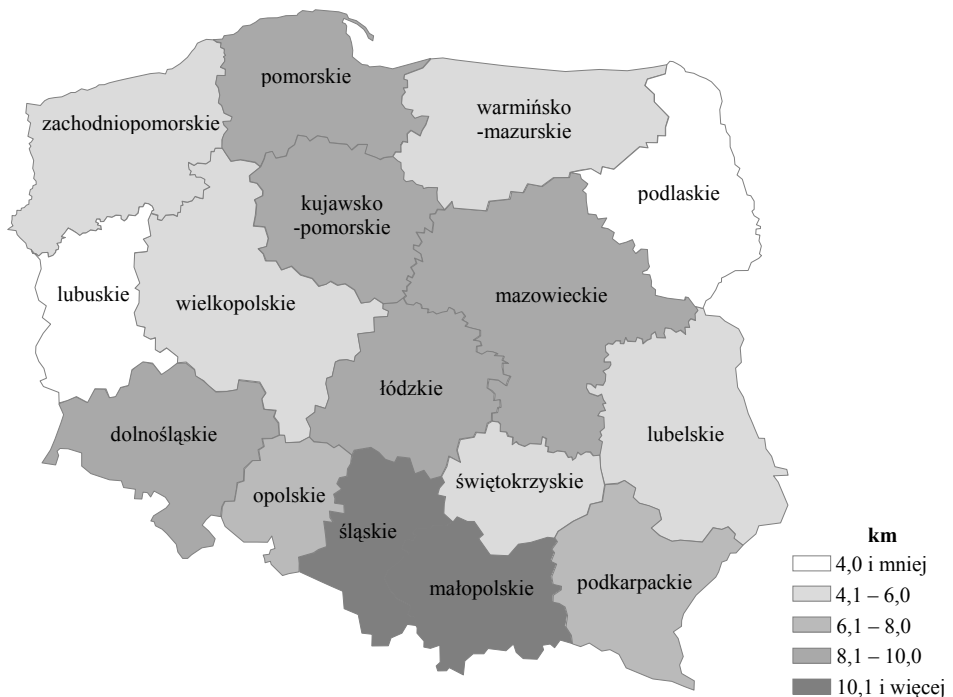 pomorskie
zachodniopomorskie
warmińsko
-mazurskie
podlaskie
kujawsko
-pomorskie
lubuskie
wielkopolskie
mazowieckie
łódzkie
dolnośląskie
lubelskie
opolskie
świętokrzyskie
śląskie
małopolskie
podkarpackie
km
4,0 i mniej
4,1 – 6,0
6,1 – 8,0
8,1 – 10,0
10,1 i więcej